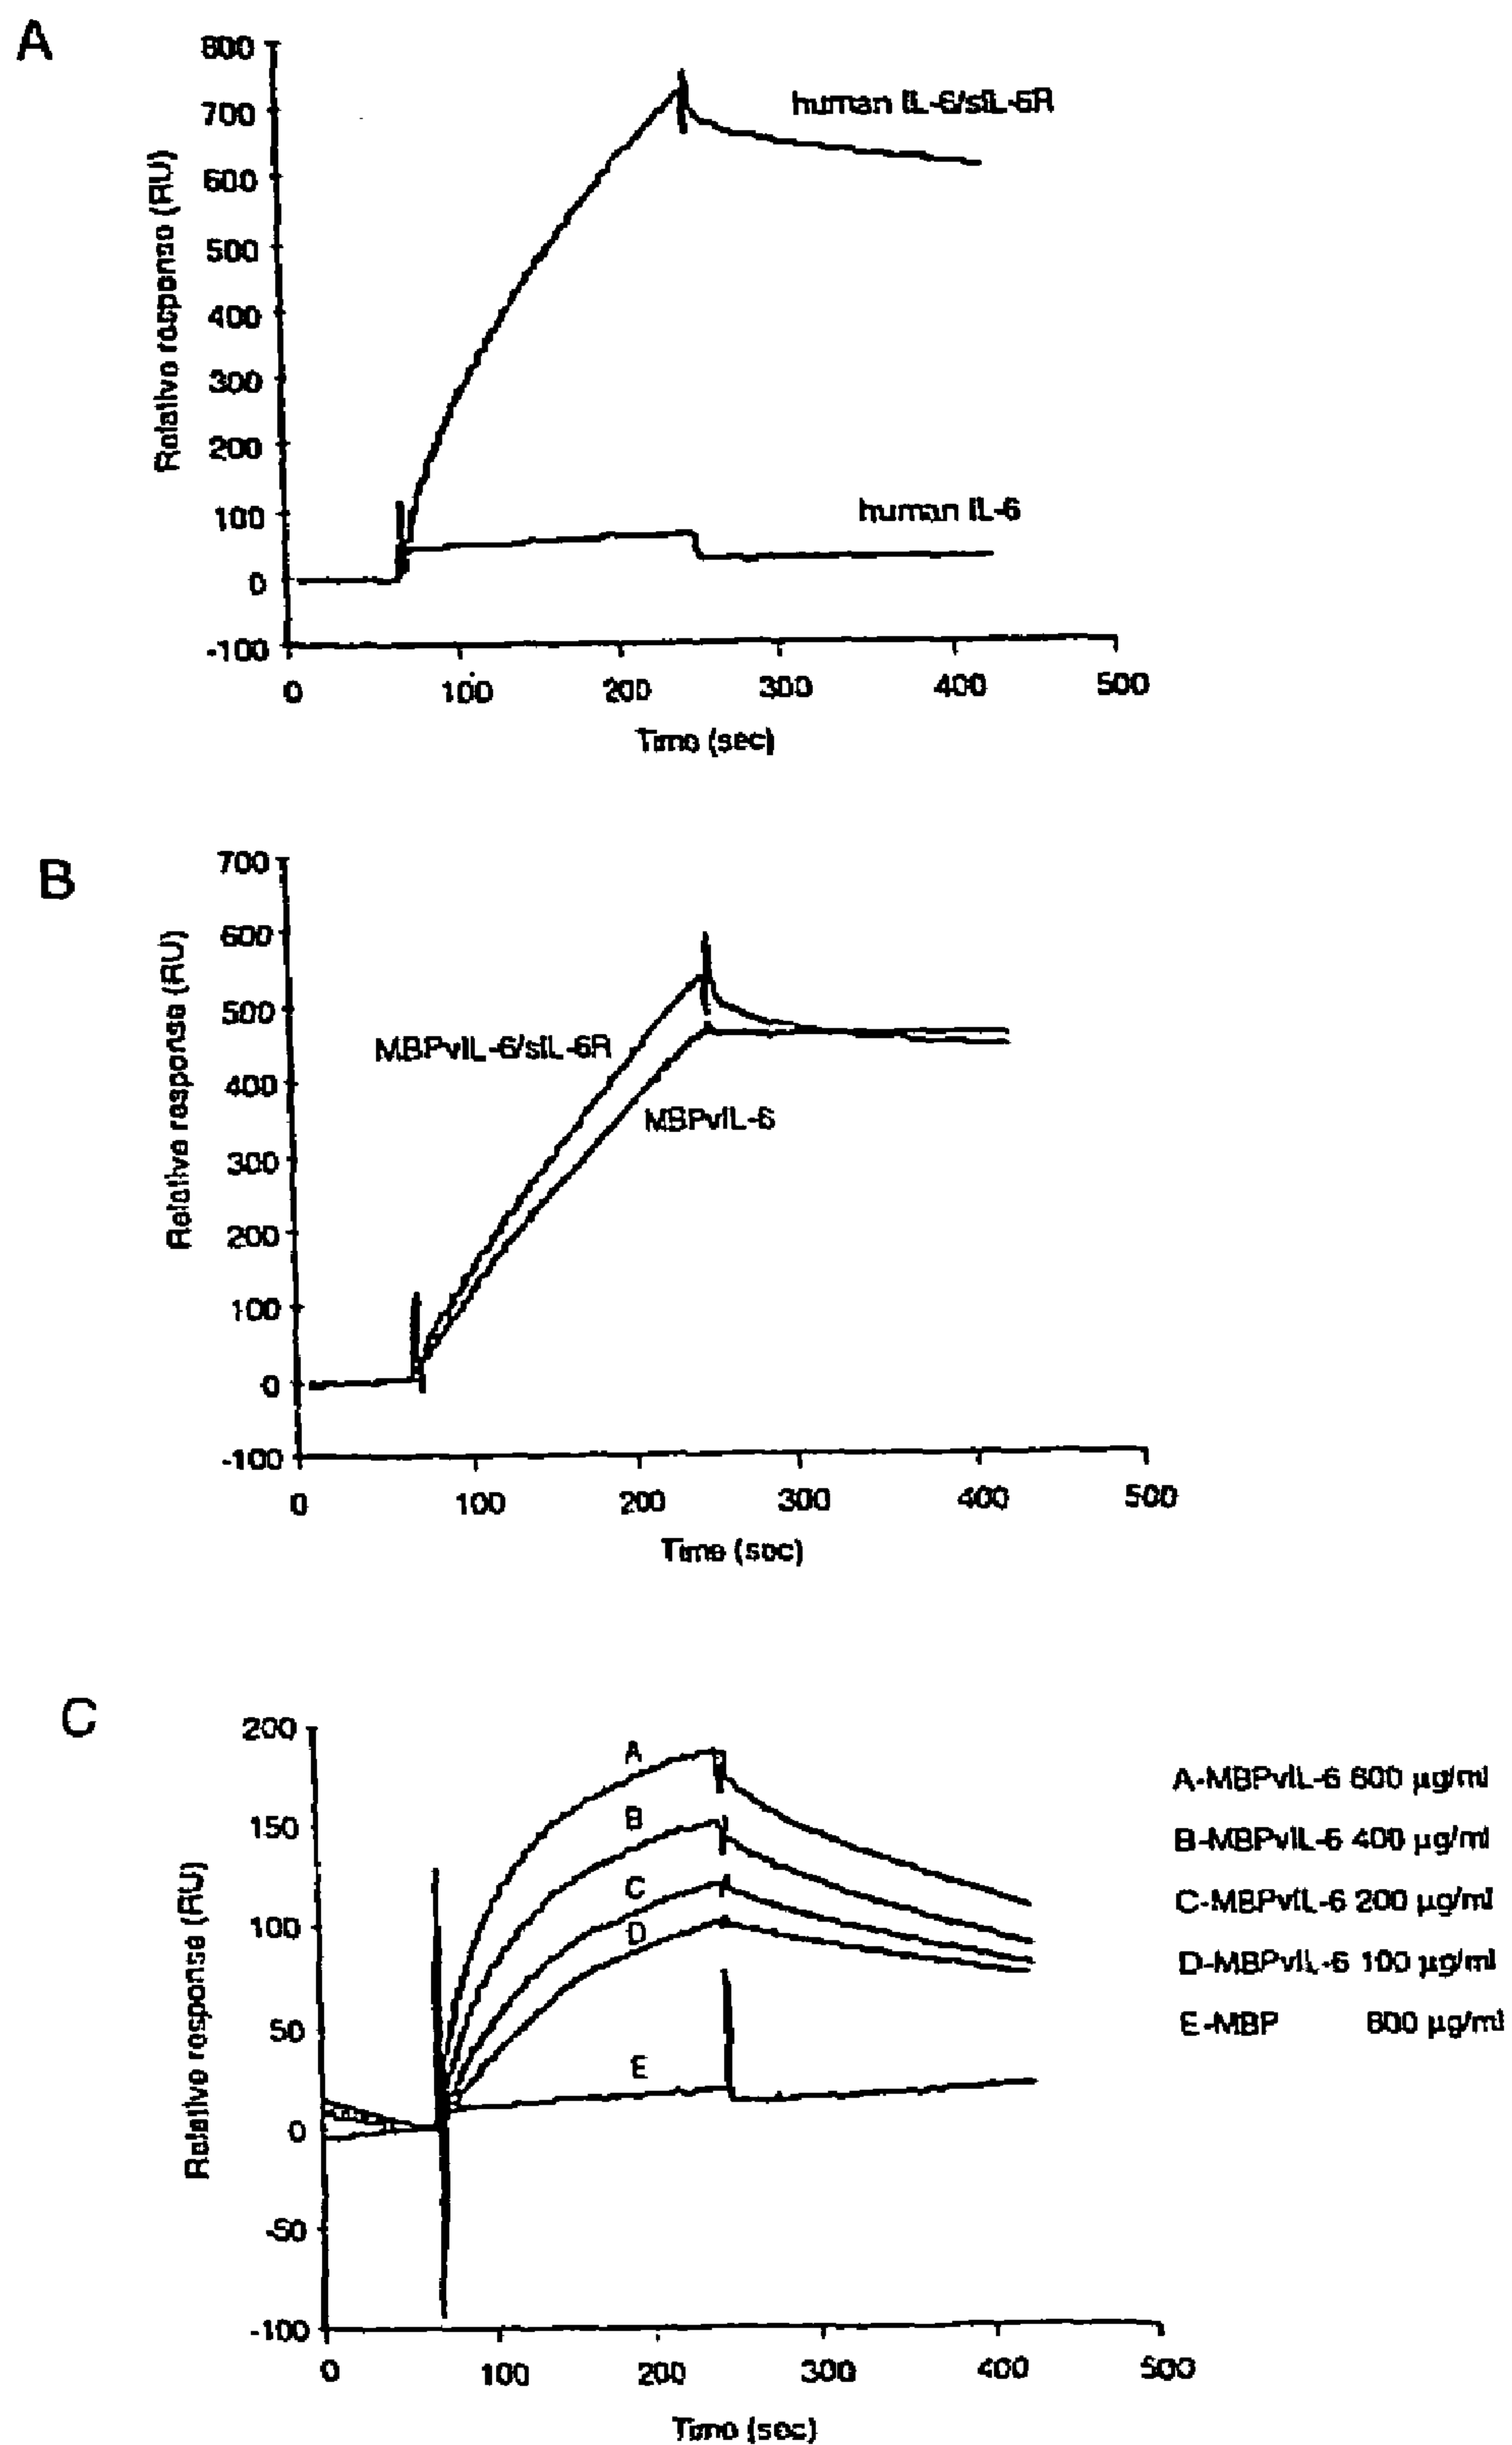 A
800
700
600
500
400
300
200
100
0
-100
Relative response (RU)
human IL-6/sIL-6R
human IL-6
0 100 200 300 400 500
Time (sec)
B
700
600
500
400
300
200
100
0
-100
Relative response (RU)
MBPvIL-6/sIL-6R
MBPvIL-6
0 100 200 300 400 500
Time (sec)
C
200
150
100
50
0
-50
-100
Relative response (RU)
A
B
C
D
E
A-MBPvIL-6 800 µg/ml
B-MBPvIL-6 400 µg/ml
C-MBPvIL-6 200 µg/ml
D-MBPvIL-6 100 µg/ml
E-MBP 800 µg/ml
0 100 200 300 400 500
Time (sec)